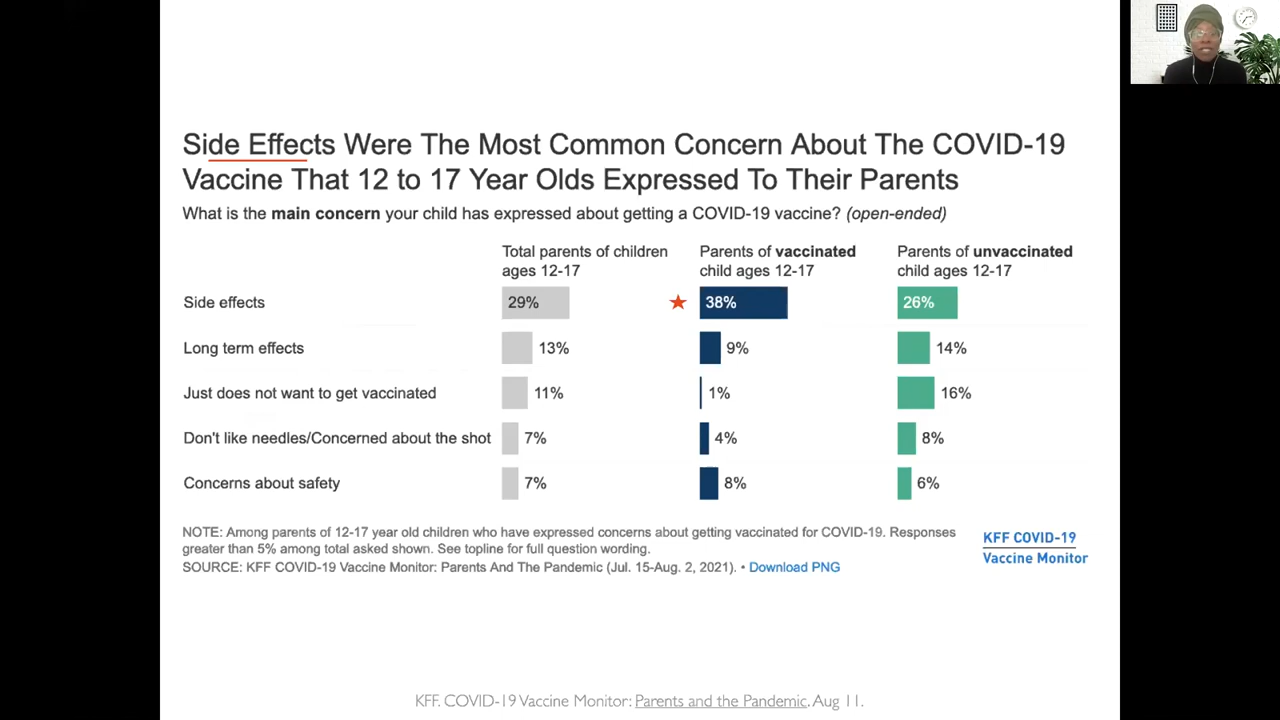 Side Effects Were The Most Common Concern About The COVID-19
Vaccine That 12 to 17 Year Olds Expressed To Their Parents
What is the main concern your child has expressed about getting a COVID-19 vaccine? (open-ended)
Total parents of children
ages 12-17
Parents of vaccinated
child ages 12-17
Parents of unvaccinated
child ages 12-17
Side effects 29% 38% 26%
Long term effects 13% 9% 14%
Just does not want to get vaccinated 11% 1% 16%
Don't like needles/Concerned about the shot 7% 4% 8%
Concerns about safety 7% 8% 6%
NOTE: Among parents of 12-17 year old children who have expressed concerns about getting vaccinated for COVID-19. Responses
greater than 5% among total asked shown. See topline for full question wording.
SOURCE: KFF COVID-19 Vaccine Monitor: Parents And The Pandemic (Jul. 15-Aug. 2, 2021). • Download PNG
KFF COVID-19
Vaccine Monitor
KFF. COVID-19 Vaccine Monitor: Parents and the Pandemic. Aug 11.